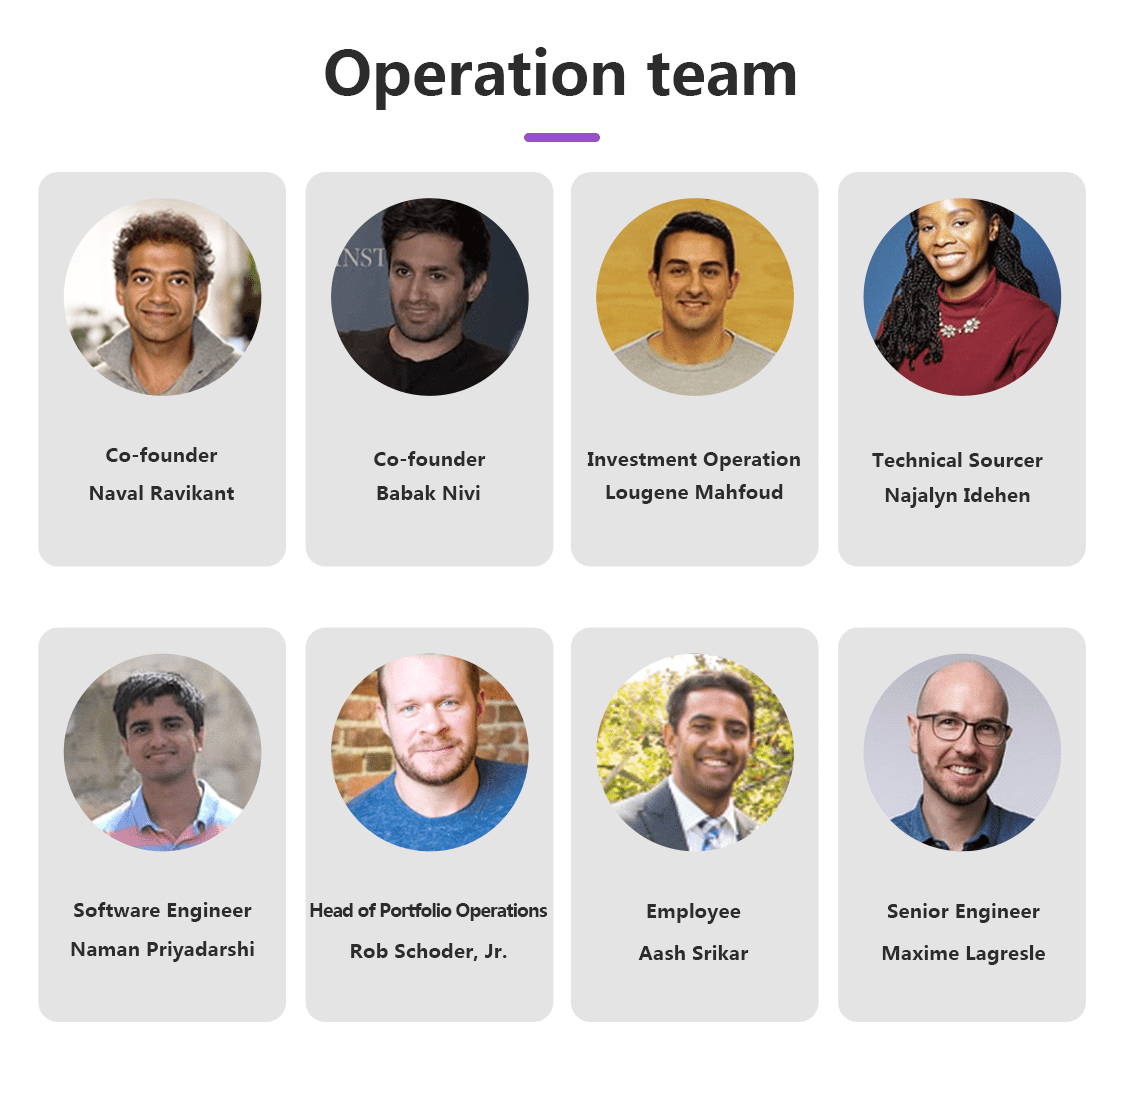 Operation team
NST
Co-founder
Naval Ravikant
Co-founder
Babak Nivi
Investment Operation
Lougene Mahfoud
Technical Sourcer
Najalyn Idehen
Software Engineer
Naman Priyadarshi
Head of Portfolio Operations
Rob Schoder, Jr.
Employee
Aash Srikar
Senior Engineer
Maxime Lagresle